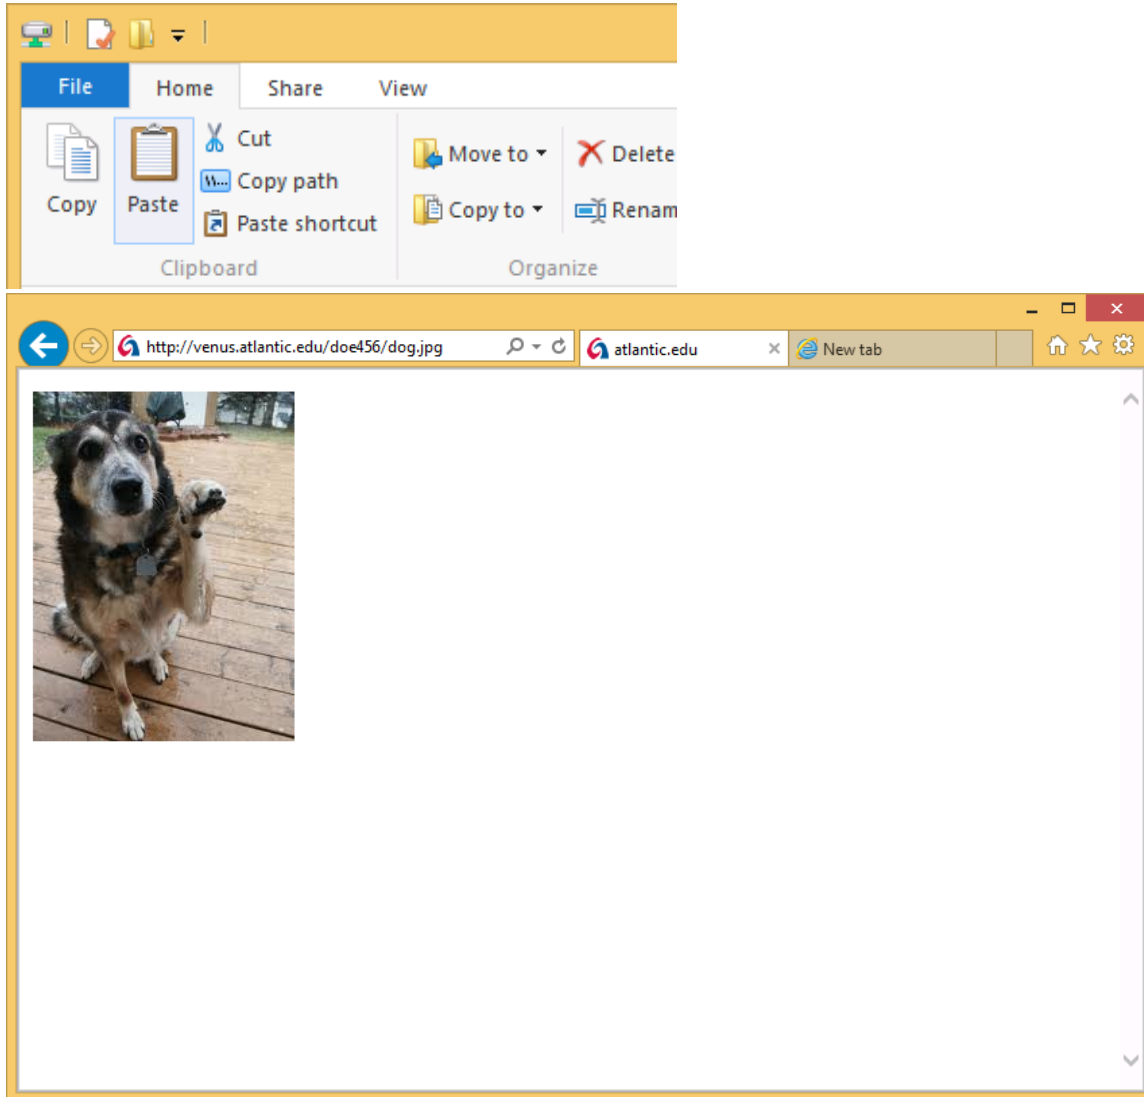 File Home Share View
Cut
Move to Delete
Copy path
Copy Paste
Copy to Renam
Paste shortcut
Clipboard Organize
http://venus.atlantic.edu/doe456/dog.jpg atlantic.edu New tab